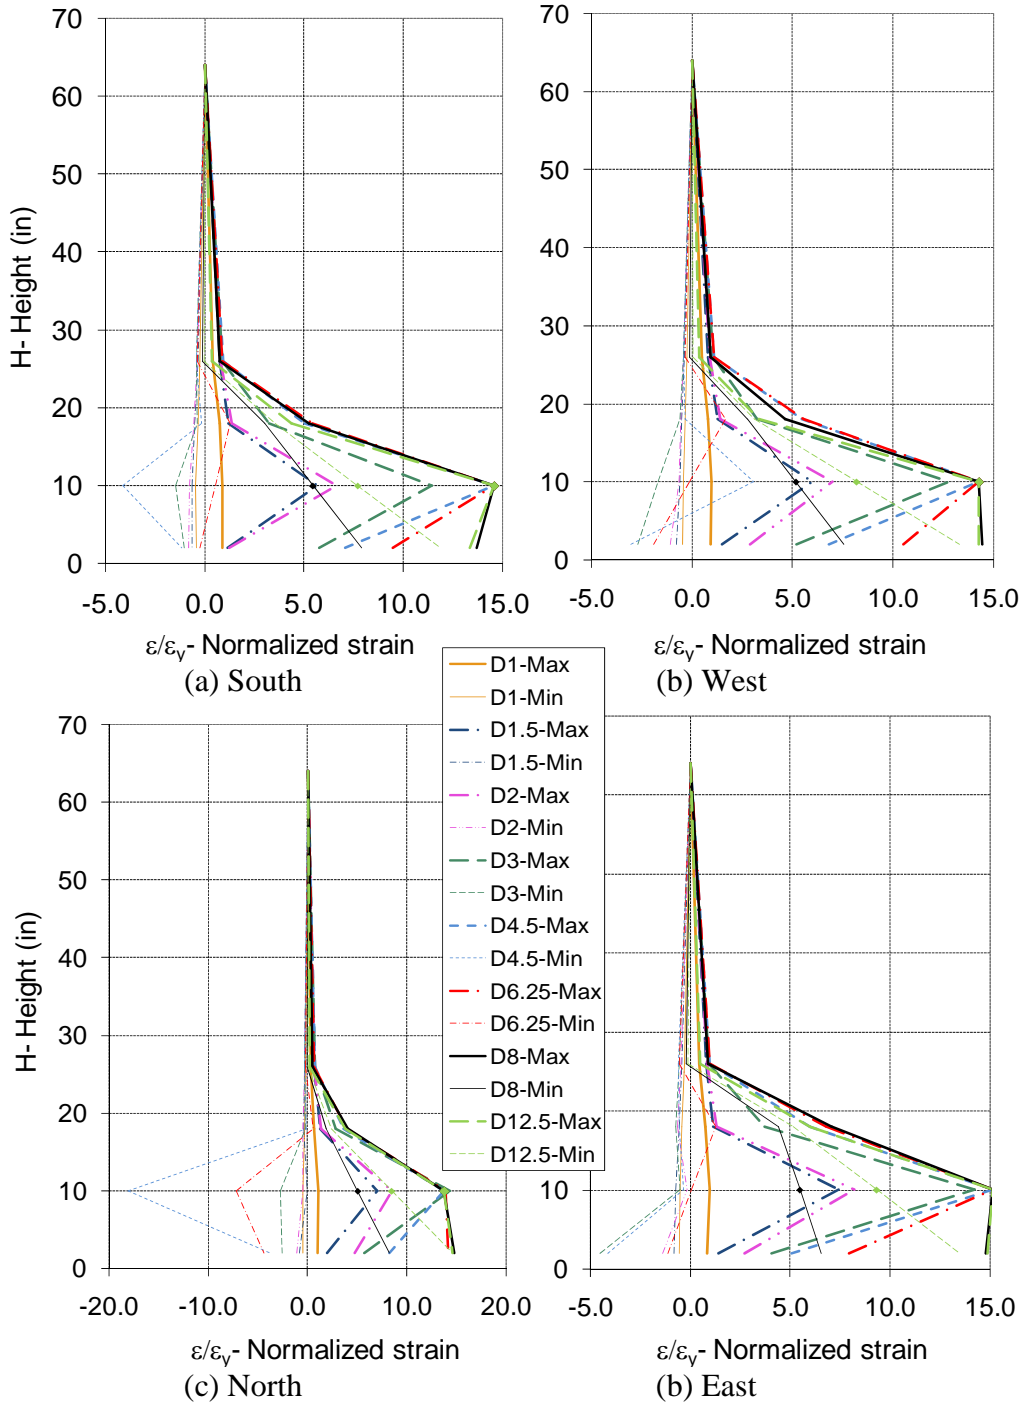 70 70
60 60
50 50
40 40
30 30
20 20
10 10
0 0
H- Height (in)
-5.0 0.0 5.0 10.0 15.0 -5.0 0.0 5.0 10.0 15.0
ε/εy- Normalized strain ε/εy- Normalized strain
(a) South (b) West
D1-Max
D1-Min
D1.5-Max
D1.5-Min
D2-Max
D2-Min
D3-Max
D3-Min
D4.5-Max
D4.5-Min
D6.25-Max
D6.25-Min
D8-Max
D8-Min
D12.5-Max
D12.5-Min
70
60
50
40
30
20 20
10 10
0 0
H- Height (in)
-20.0 -10.0 0.0 10.0 20.0 -5.0 0.0 5.0 10.0 15.0
ε/εy- Normalized strain ε/εy- Normalized strain
(c) North (b) East